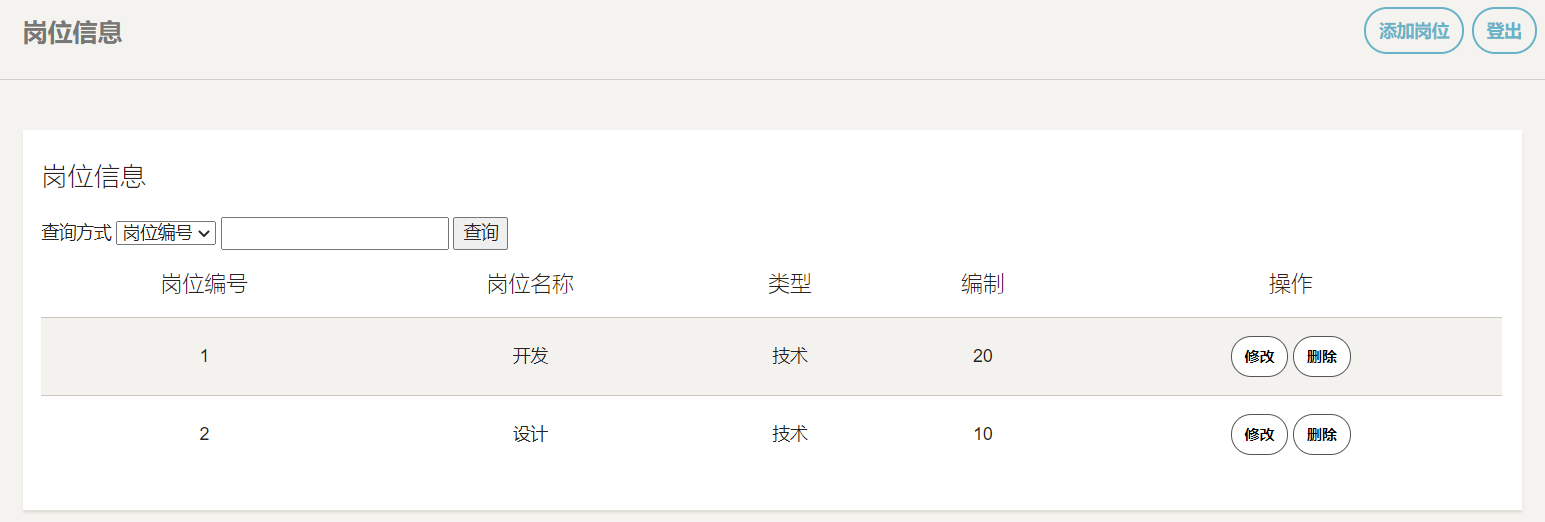 岗位信息 添加岗位 登出
岗位信息
查询方式 岗位编号 查询
岗位编号 岗位名称 类型 编制 操作
1 开发 技术 20 修改 删除
2 设计 技术 10 修改 删除